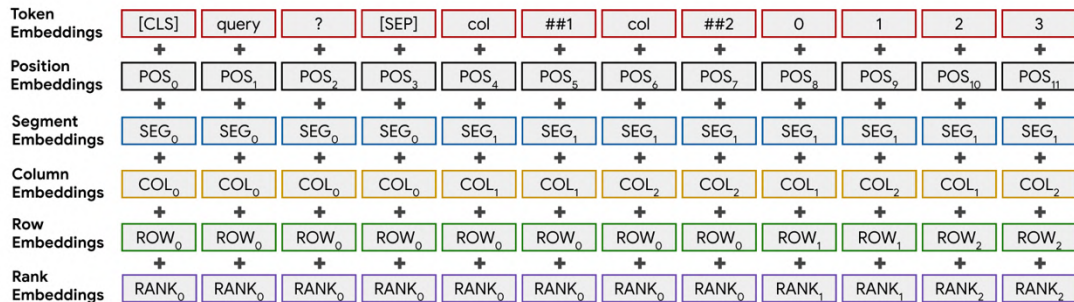 Token Embeddings [CLS] query ? [SEP] col ##1 col ##2 0 1 2 3
+ + + + + + + + + + + +
Position Embeddings POS₀ POS₁ POS₂ POS₃ POS₄ POS₅ POS₆ POS₇ POS₈ POS₉ POS₁₀ POS₁₁
+ + + + + + + + + + + +
Segment Embeddings SEG₀ SEG₀ SEG₀ SEG₀ SEG₁ SEG₁ SEG₁ SEG₁ SEG₁ SEG₁ SEG₁ SEG₁
+ + + + + + + + + + + +
Column Embeddings COL₀ COL₀ COL₀ COL₀ COL₁ COL₁ COL₂ COL₂ COL₁ COL₂ COL₁ COL₂
+ + + + + + + + + + + +
Row Embeddings ROW₀ ROW₀ ROW₀ ROW₀ ROW₀ ROW₀ ROW₀ ROW₀ ROW₁ ROW₁ ROW₂ ROW₂
+ + + + + + + + + + + +
Rank Embeddings RANK₀ RANK₀ RANK₀ RANK₀ RANK₀ RANK₀ RANK₀ RANK₀ RANK₁ RANK₁ RANK₂ RANK₂